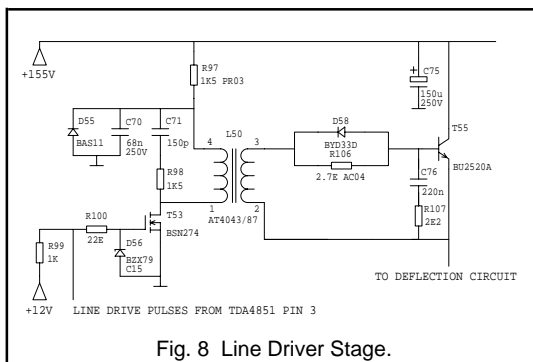 +155V
R97
1K5 PR03
C75
150u
250V
D55
BAS11
C70
68n
250V
C71
150p
L50
4
3
D58
BYD33D
R106
2.7E AC04
T55
BU2520A
R98
1K5
C76
220n
1
2
AT4043/87
R107
2E2
R100
22E
T53
BSN274
R99
1K
D56
BZX79
C15
TO DEFLECTION CIRCUIT
+12V
LINE DRIVE PULSES FROM TDA4851 PIN 3
Fig. 8 Line Driver Stage.